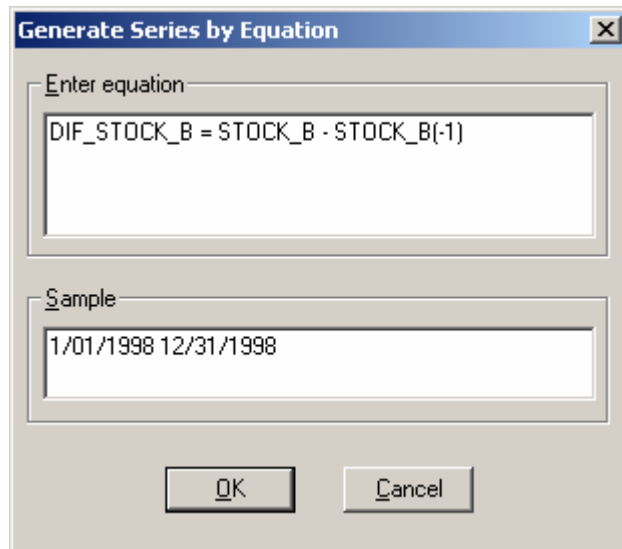 Generate Series by Equation
Enter equation
DIF_STOCK_B = STOCK_B - STOCK_B(-1)
Sample
1/01/1998 12/31/1998
OK
Cancel